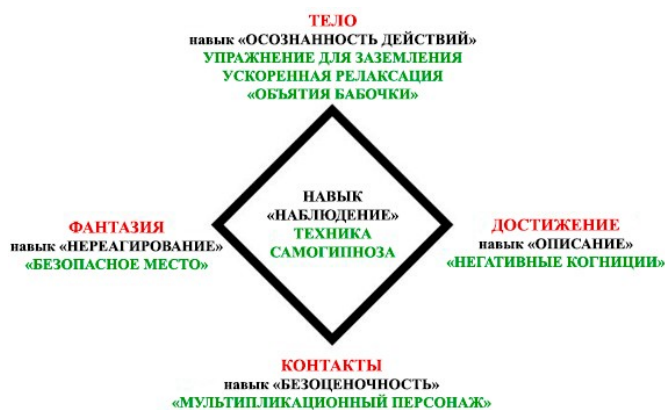 ТЕЛО
навык «ОСОЗНАННОСТЬ ДЕЙСТВИЙ»
УПРАЖНЕНИЕ ДЛЯ ЗАЗЕМЛЕНИЯ
УСКОРЕННАЯ РЕЛАКСАЦИЯ
«ОБЪЯТИЯ БАБОЧКИ»
ФАНТАЗИЯ
навык «НЕРЕАГИРОВАНИЕ»
«БЕЗОПАСНОЕ МЕСТО»
НАВЫК
«НАБЛЮДЕНИЕ»
ТЕХНИКА
САМОГИПНОЗА
ДОСТИЖЕНИЕ
навык «ОПИСАНИЕ»
«НЕГАТИВНЫЕ КОГНИЦИИ»
КОНТАКТЫ
навык «БЕЗОЦЕНОЧНОСТЬ»
«МУЛЬТИПЛИКАЦИОННЫЙ ПЕРСОНАЖ»